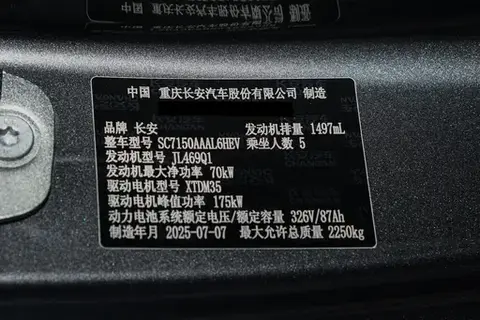 中国 重庆长安汽车股份有限公司 制造
品牌 长安 发动机排量 1497mL
整车型号 SC7150AAAL6HEV 乘坐人数 5
发动机型号 JL469Q1
发动机最大净功率 70kW
驱动电机型号 XTDM35
驱动电机峰值功率 175kW
动力电池系统额定电压/额定容量 326V/87Ah
制造年月 2025-07-07 最大允许总质量 2250kg